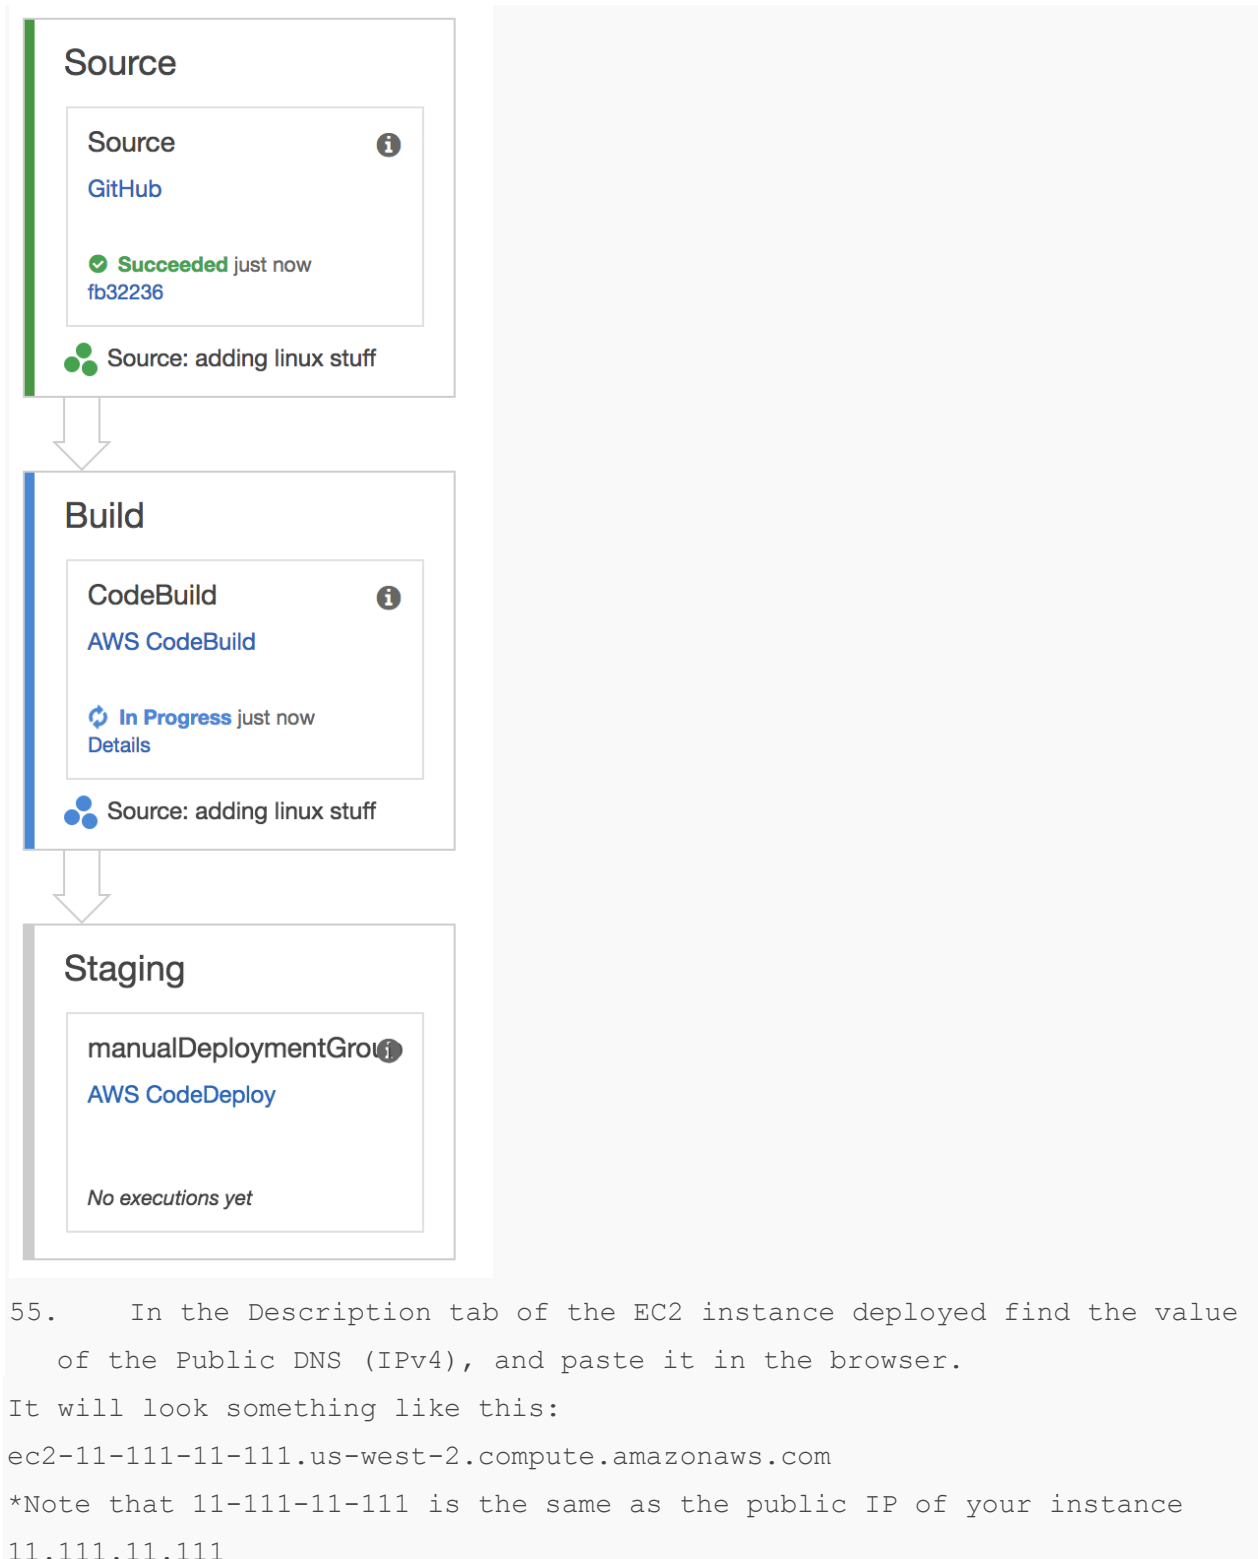 Source
Source
GitHub
Succeeded just now
fb32236
Source: adding linux stuff
Build
CodeBuild
AWS CodeBuild
In Progress just now
Details
Source: adding linux stuff
Staging
manualDeploymentGroup
AWS CodeDeploy
No executions yet
55. In the Description tab of the EC2 instance deployed find the value
of the Public DNS (IPv4), and paste it in the browser.
It will look something like this:
ec2-11-111-11-111.us-west-2.compute.amazonaws.com
*Note that 11-111-11-111 is the same as the public IP of your instance
11.111.11.111